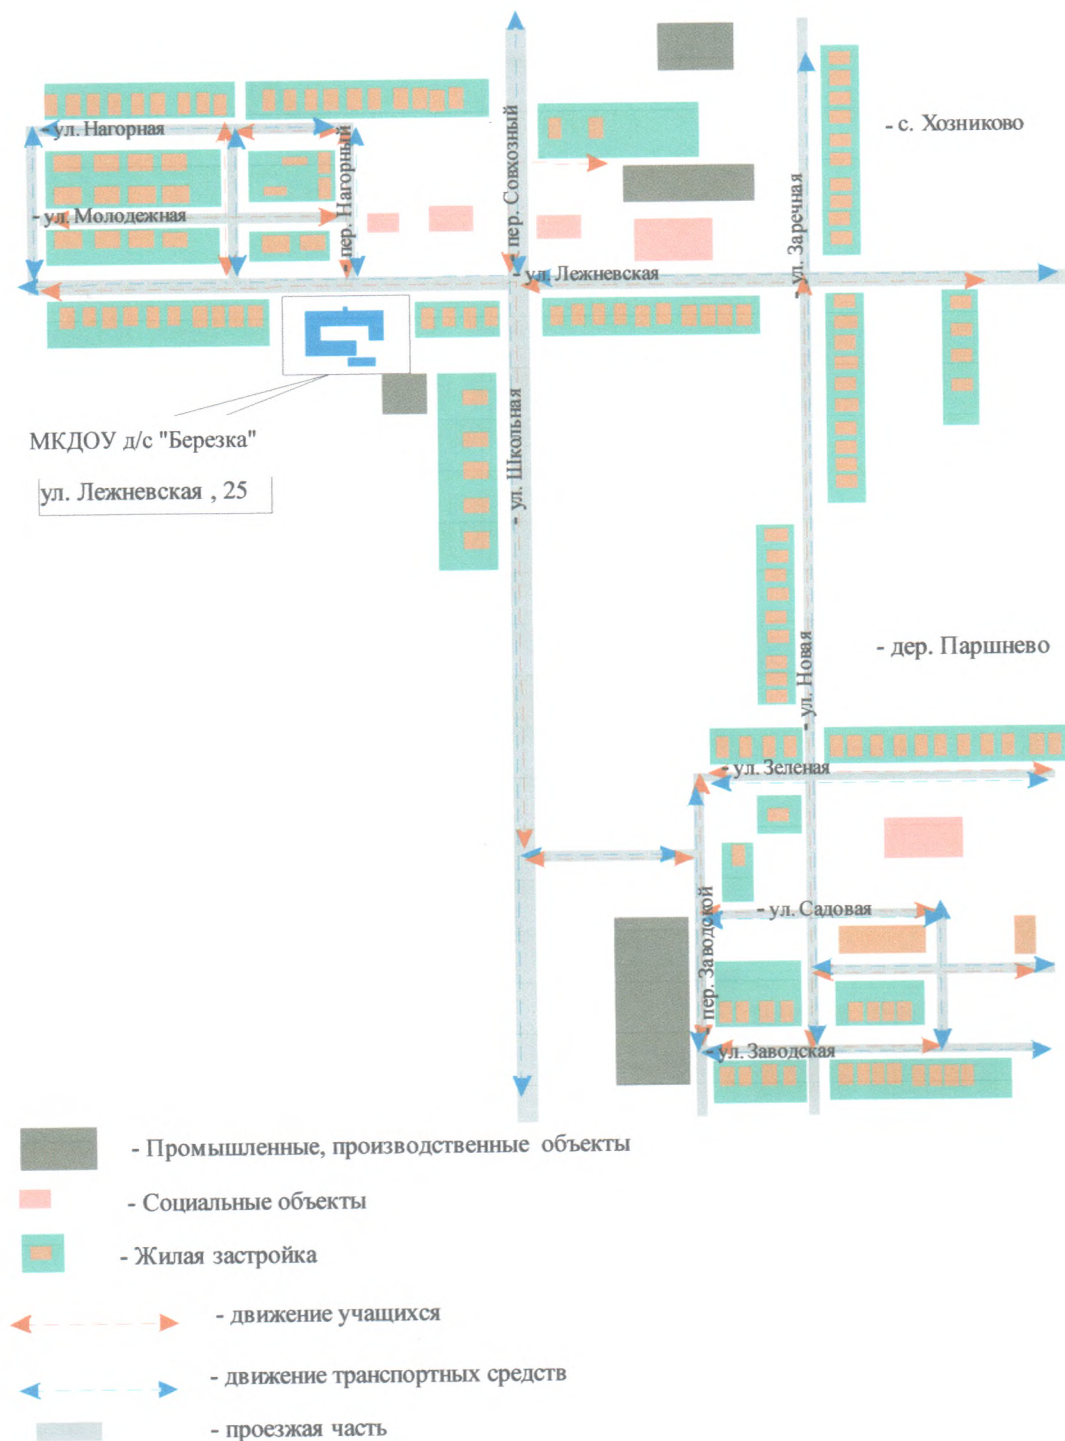 - ул. Нагорная
- пер. Нагорный
- пер. Совхозный
- с. Хозниково
- ул. Молодежная
- ул. Заречная
- ул. Лежневская
МКДОУ д/с "Березка"
ул. Лежневская , 25
- ул. Школьная
- дер. Паршнево
- ул. Новая
- ул. Зеленая
- ул. Садовая
- пер. Заводской
- ул. Заводская
- Промышленные, производственные объекты
- Социальные объекты
- Жилая застройка
- движение учащихся
- движение транспортных средств
- проезжая часть